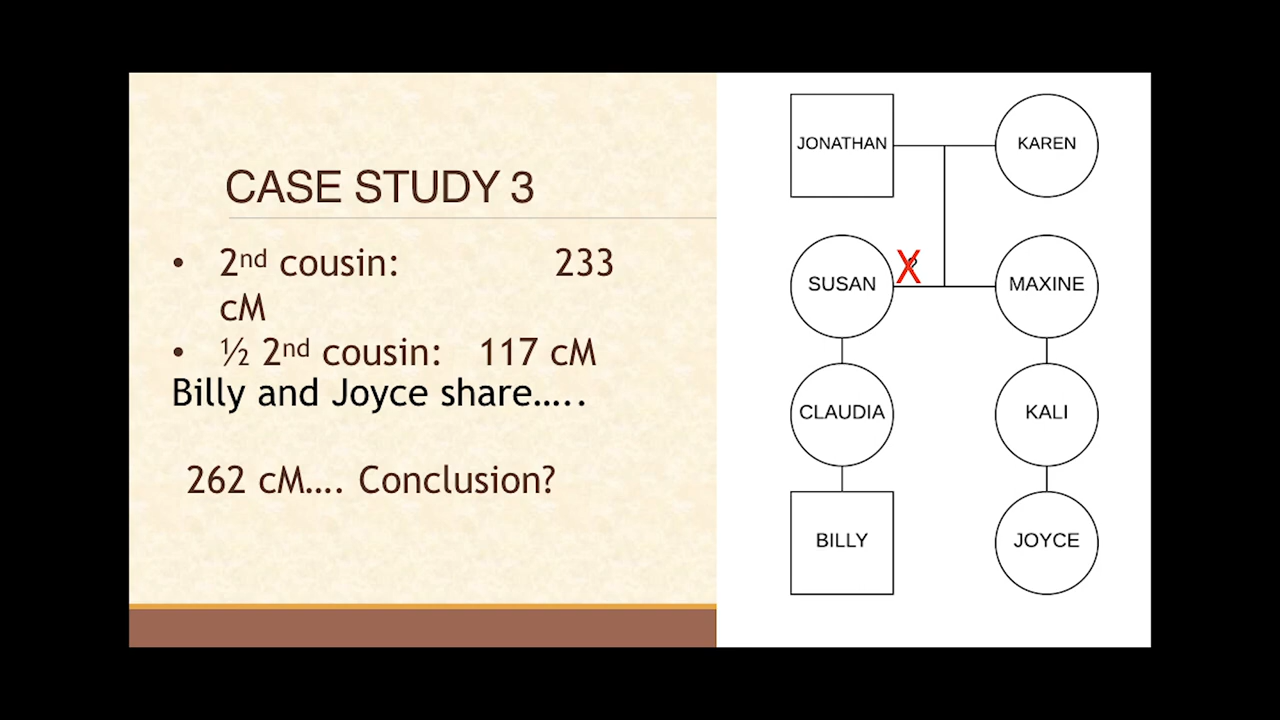 CASE STUDY 3
• 2nd cousin: 233
cM
• ½ 2nd cousin: 117 cM
Billy and Joyce share.....
262 cM.... Conclusion?
JONATHAN
KAREN
SUSAN
X
MAXINE
CLAUDIA
KALI
BILLY
JOYCE